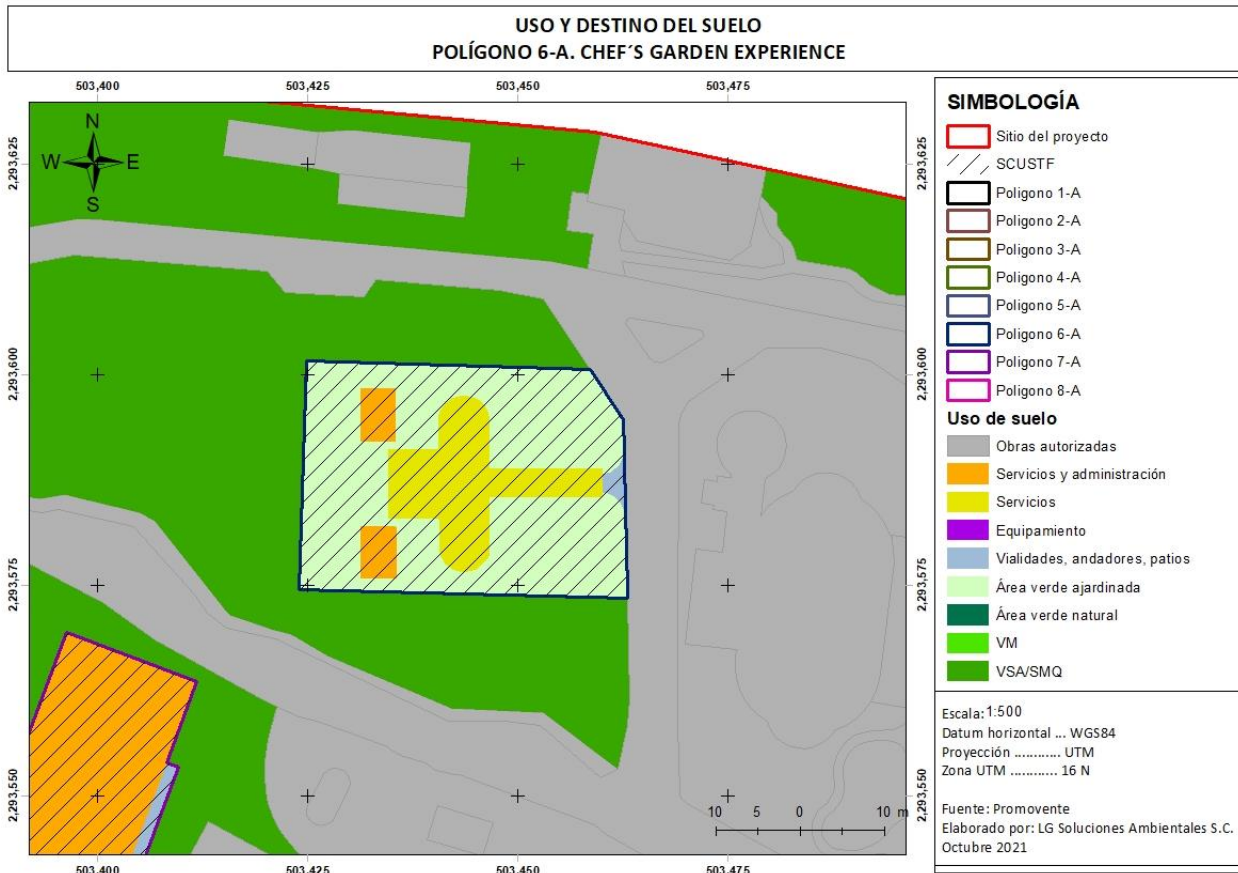 USO Y DESTINO DEL SUELO
POLÍGONO 6-A. CHEF´S GARDEN EXPERIENCE
503,400 503,425 503,450 503,475
N
W E
S
2,293,625 2,293,625
2,293,600 2,293,600
2,293,575 2,293,575
2,293,550 2,293,550
10 5 0 10 m
503,400 503,425 503,450 503,475
SIMBOLOGÍA
Sitio del proyecto
SCUSTF
Poligono 1-A
Poligono 2-A
Poligono 3-A
Poligono 4-A
Poligono 5-A
Poligono 6-A
Poligono 7-A
Poligono 8-A
Uso de suelo
Obras autorizadas
Servicios y administración
Servicios
Equipamiento
Vialidades, andadores, patios
Área verde ajardinada
Área verde natural
VM
VSA/SMQ
Escala: 1:500
Datum horizontal ... WGS84
Proyección ............ UTM
Zona UTM ............ 16 N
Fuente: Promovente
Elaborado por: LG Soluciones Ambientales S.C.
Octubre 2021